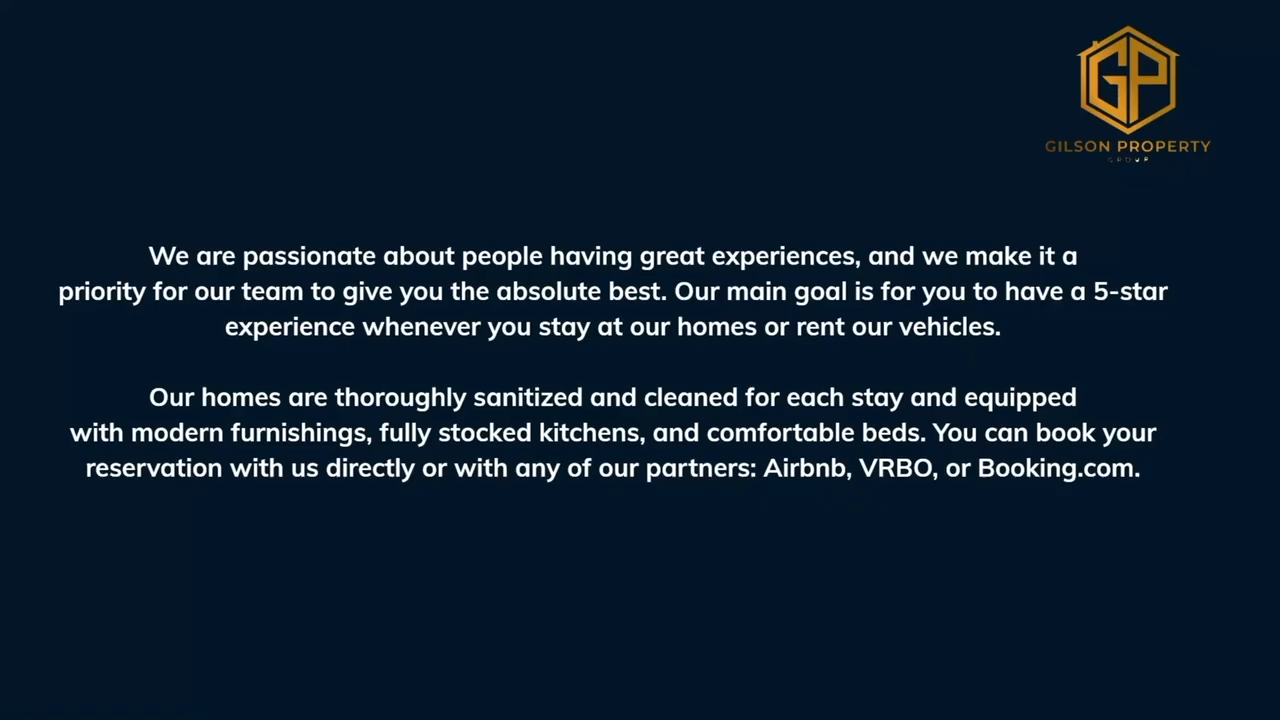 GP
GILSON PROPERTY
GROUP
We are passionate about people having great experiences, and we make it a
priority for our team to give you the absolute best. Our main goal is for you to have a 5-star
experience whenever you stay at our homes or rent our vehicles.
Our homes are thoroughly sanitized and cleaned for each stay and equipped
with modern furnishings, fully stocked kitchens, and comfortable beds. You can book your
reservation with us directly or with any of our partners: Airbnb, VRBO, or Booking.com.